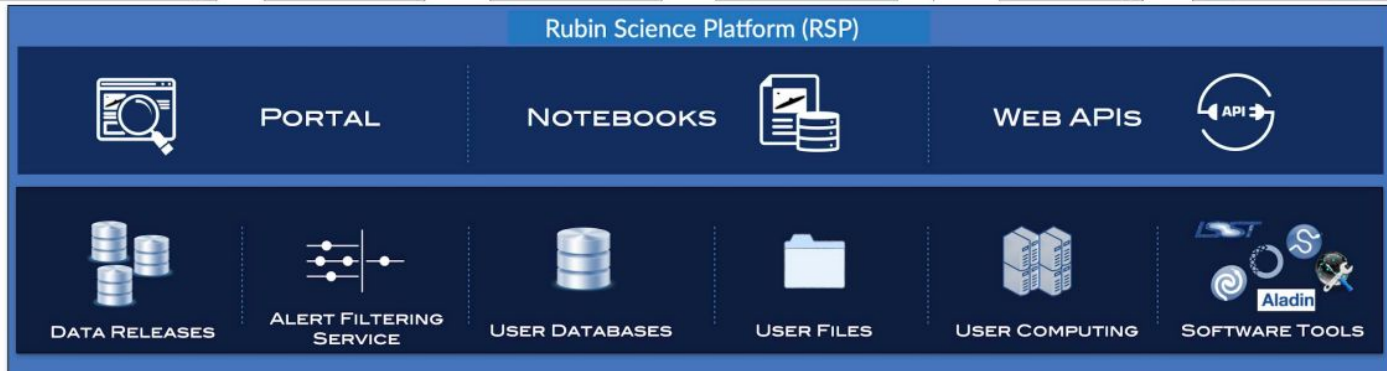 Rubin Science Platform (RSP)
PORTAL
NOTEBOOKS
WEB APIS
API
DATA RELEASES
ALERT FILTERING
SERVICE
USER DATABASES
USER FILES
USER COMPUTING
LSST
Aladin
SOFTWARE TOOLS